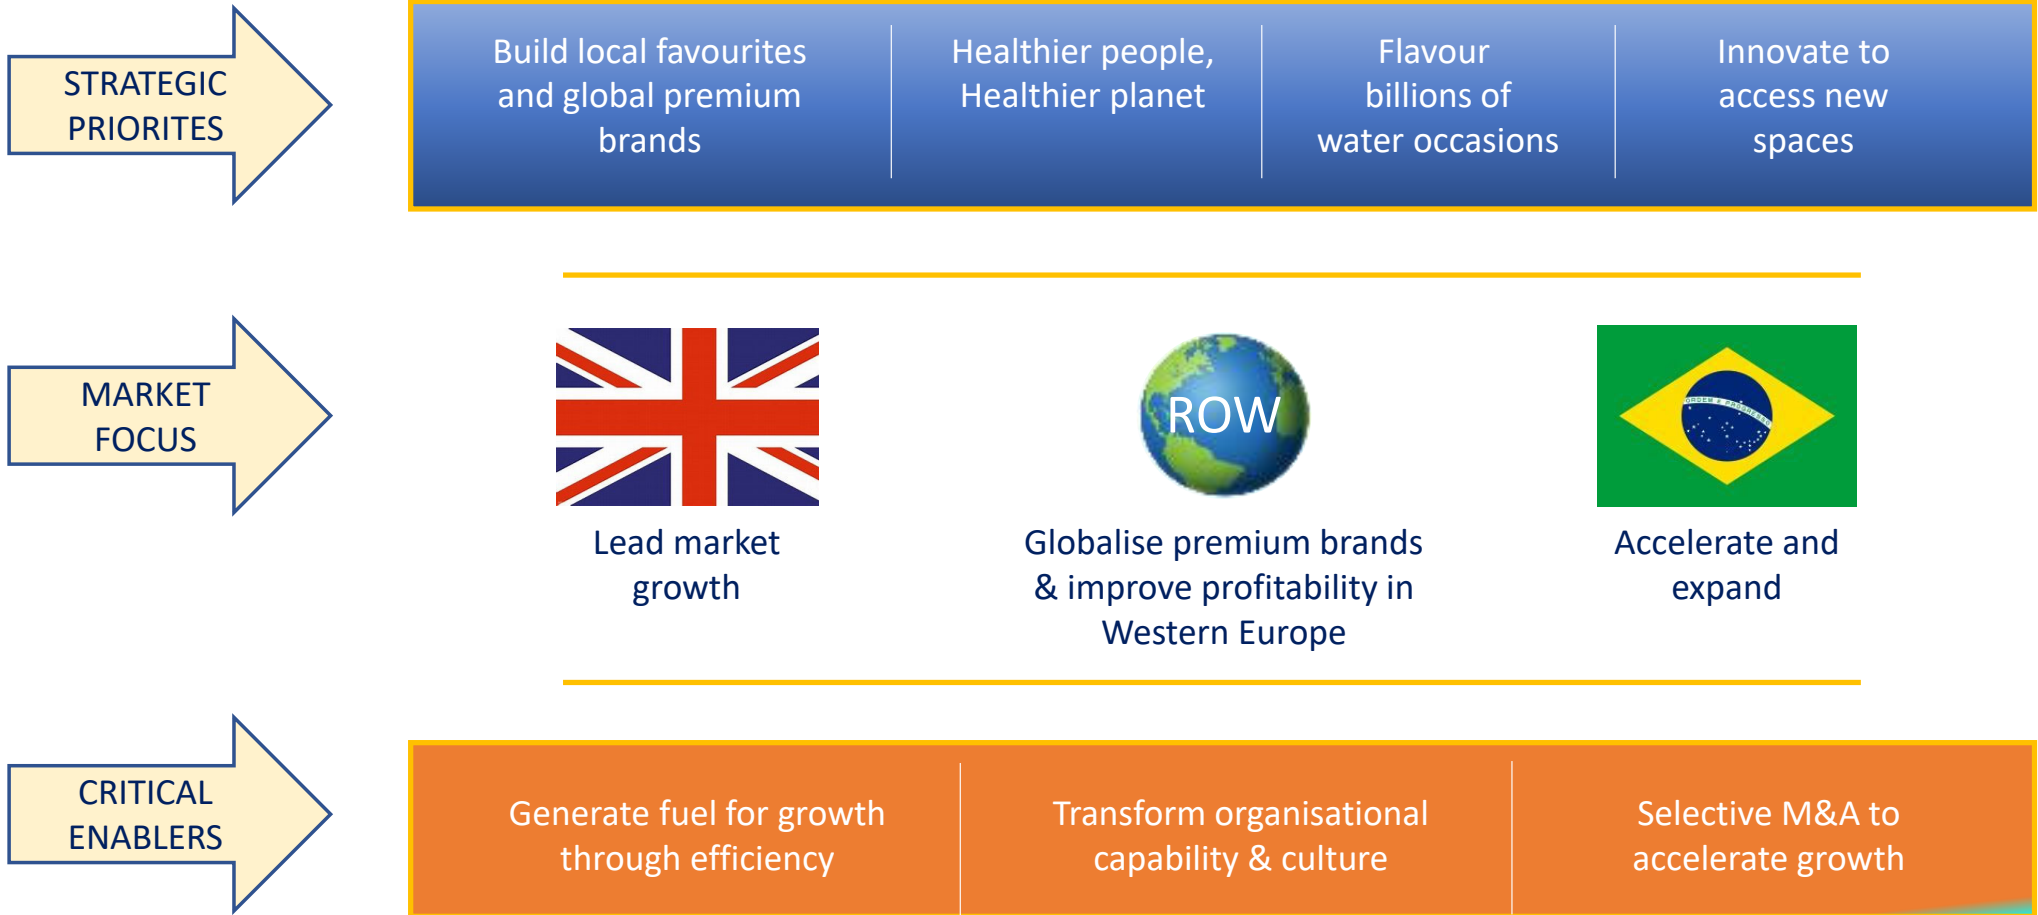 STRATEGIC
PRIORITES
Build local favourites
and global premium
brands
Healthier people,
Healthier planet
Flavour
billions of
water occasions
Innovate to
access new
spaces
MARKET
FOCUS
Lead market
growth
ROW
Globalise premium brands
& improve profitability in
Western Europe
ORDEM E PROGRESSO
Accelerate and
expand
CRITICAL
ENABLERS
Generate fuel for growth
through efficiency
Transform organisational
capability & culture
Selective M&A to
accelerate growth